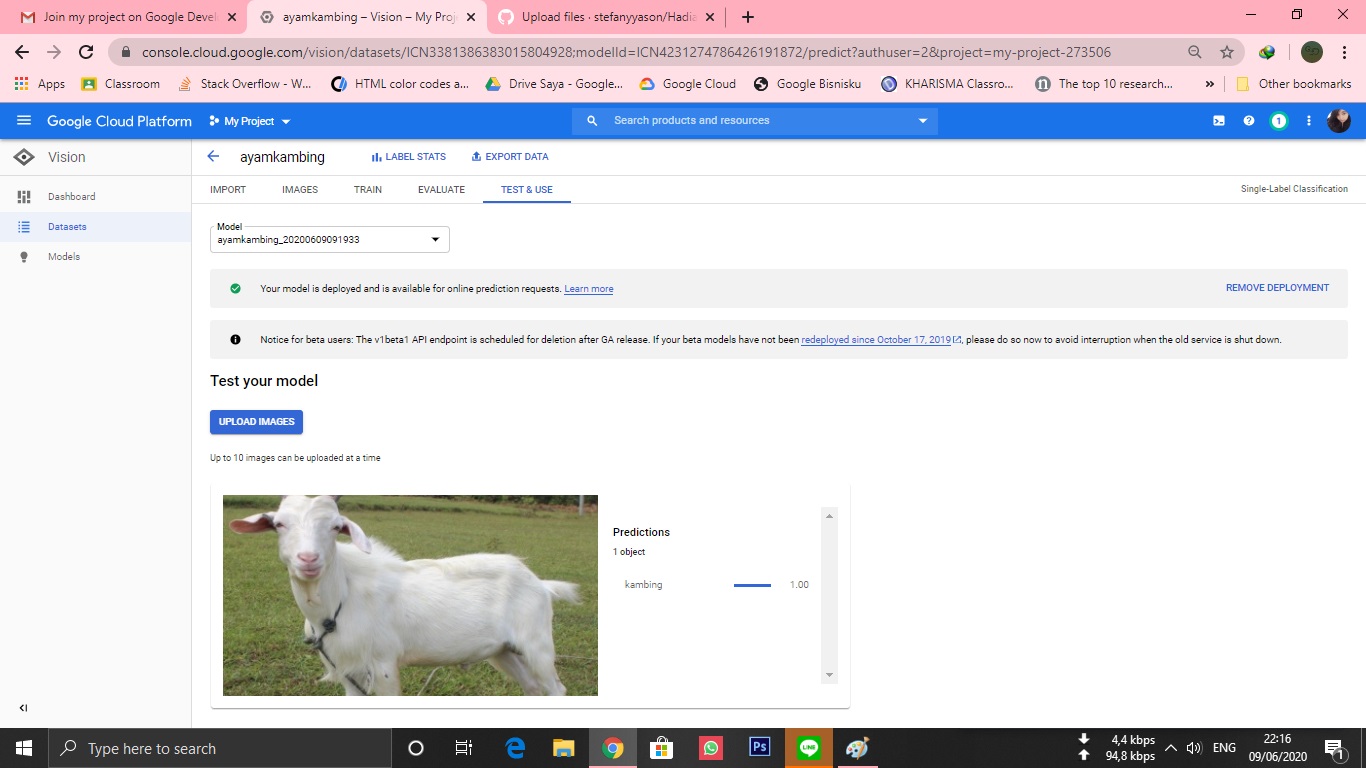 Join my project on Google Devel
ayamkambing – Vision – My Proj
Upload files · stefanyyason/Hadia
console.cloud.google.com/vision/datasets/ICN3381386383015804928;modelId=ICN4231274786426191872/predict?authuser=2&project=my-project-273506
Apps
Classroom
Stack Overflow - W...
HTML color codes a...
Drive Saya - Google...
Google Cloud
Google Bisnisku
KHARISMA Classro...
The top 10 research...
»
Other bookmarks
Google Cloud Platform
My Project
Search products and resources
1
Vision
ayamkambing
LABEL STATS
EXPORT DATA
Dashboard
Datasets
Models
IMPORT
IMAGES
TRAIN
EVALUATE
TEST & USE
Single-Label Classification
Model
ayamkambing_20200609091933
Your model is deployed and is available for online prediction requests. Learn more
REMOVE DEPLOYMENT
Notice for beta users: The v1beta1 API endpoint is scheduled for deletion after GA release. If your beta models have not been redeployed since October 17, 2019, please do so now to avoid interruption when the old service is shut down.
Test your model
UPLOAD IMAGES
Up to 10 images can be uploaded at a time
Predictions
1 object
kambing 1.00
Type here to search
Ps
LINE
4,4 kbps
94,8 kbps
ENG
22:16
09/06/2020
1